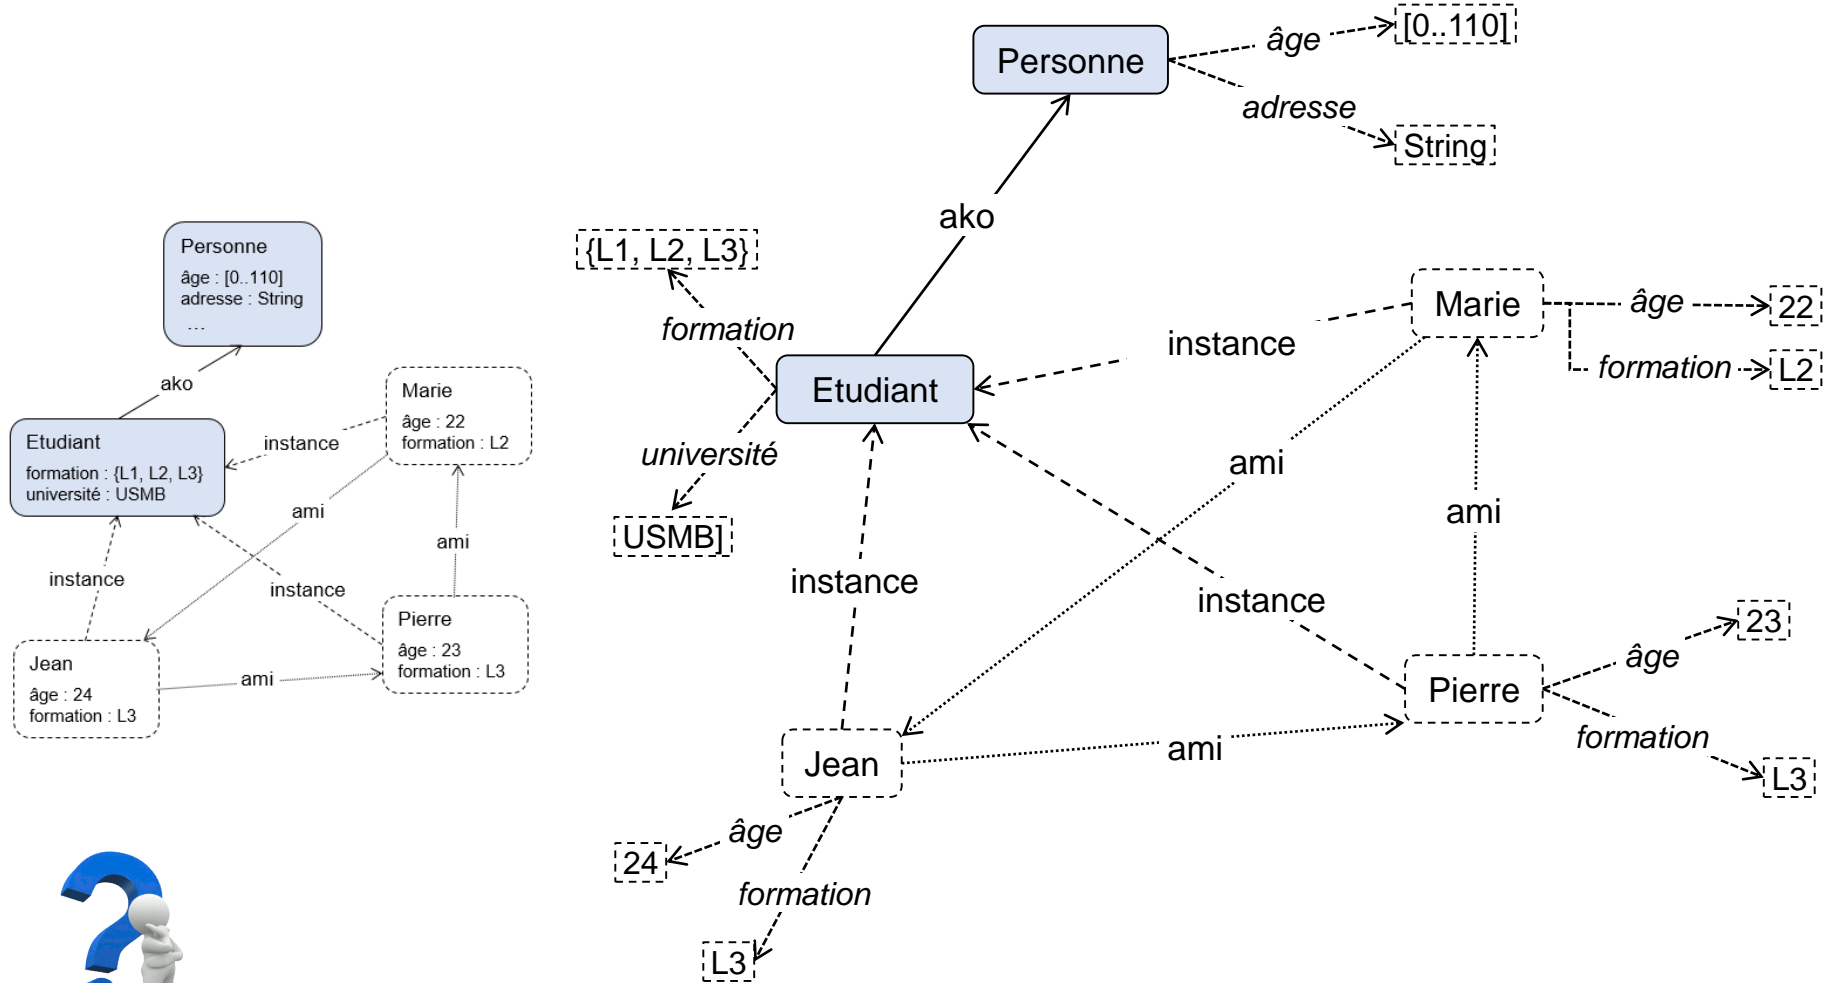 Personne
âge : [0..110]
adresse : String
...
ako
Etudiant
formation : {L1, L2, L3}
université : USMB
instance
Marie
âge : 22
formation : L2
ami
ami
instance
instance
Pierre
âge : 23
formation : L3
Jean
âge : 24
formation : L3
ami
Personne
âge
[0..110]
adresse
String
ako
{L1, L2, L3}
formation
Etudiant
université
USMB]
instance
Marie
âge
22
formation
L2
ami
ami
instance
instance
Pierre
âge
23
formation
L3
Jean
ami
âge
24
formation
L3